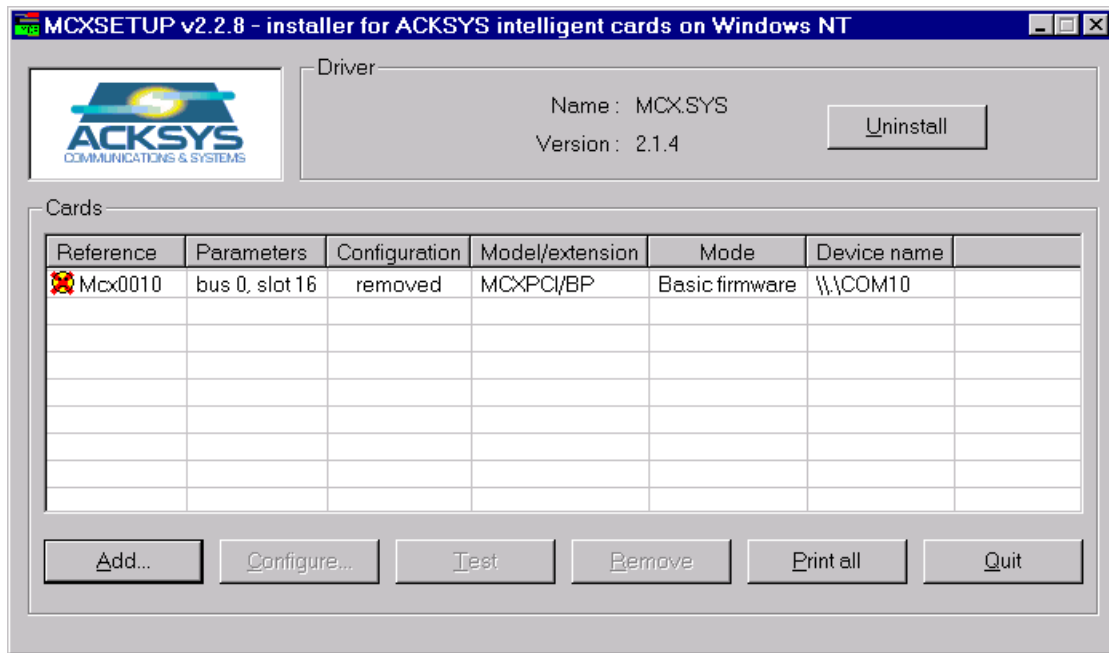 MCXSETUP v2.2.8 - installer for ACKSYS intelligent cards on Windows NT
ACKSYS
COMMUNICATIONS & SYSTEMS
Driver
Name : MCX.SYS
Version : 2.1.4
Uninstall
Cards
Reference Parameters Configuration Model/extension Mode Device name
Mcx0010 bus 0, slot 16 removed MCXPCI/BP Basic firmware \\.\COM10
Add... Configure... Test Remove Print all Quit